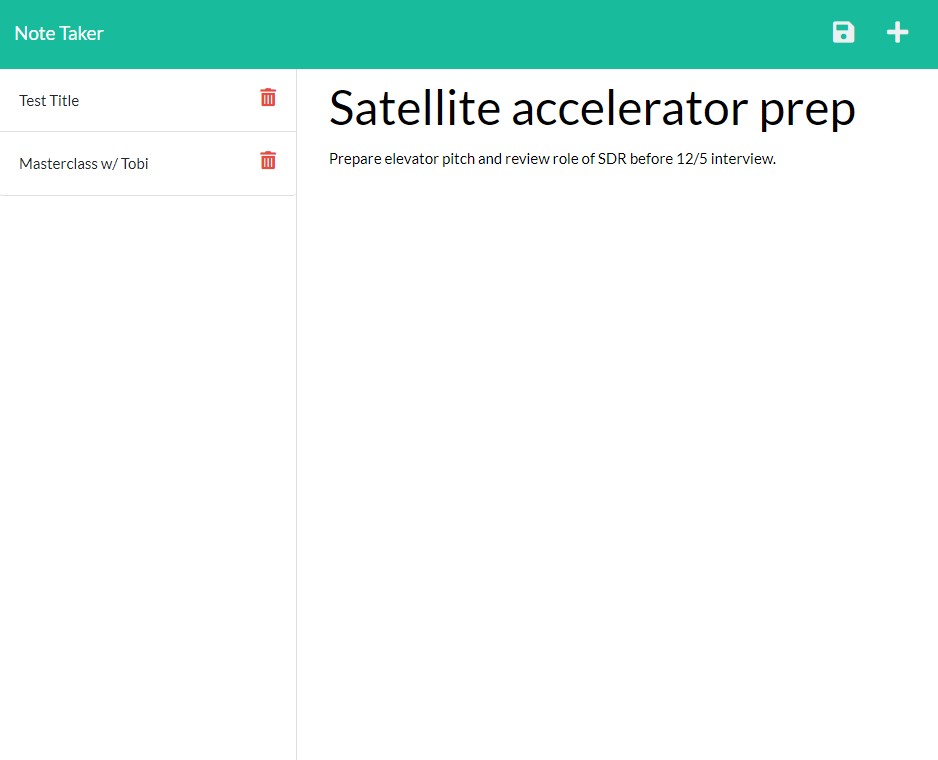 Note Taker
Test Title
Masterclass w/ Tobi
Satellite accelerator prep
Prepare elevator pitch and review role of SDR before 12/5 interview.